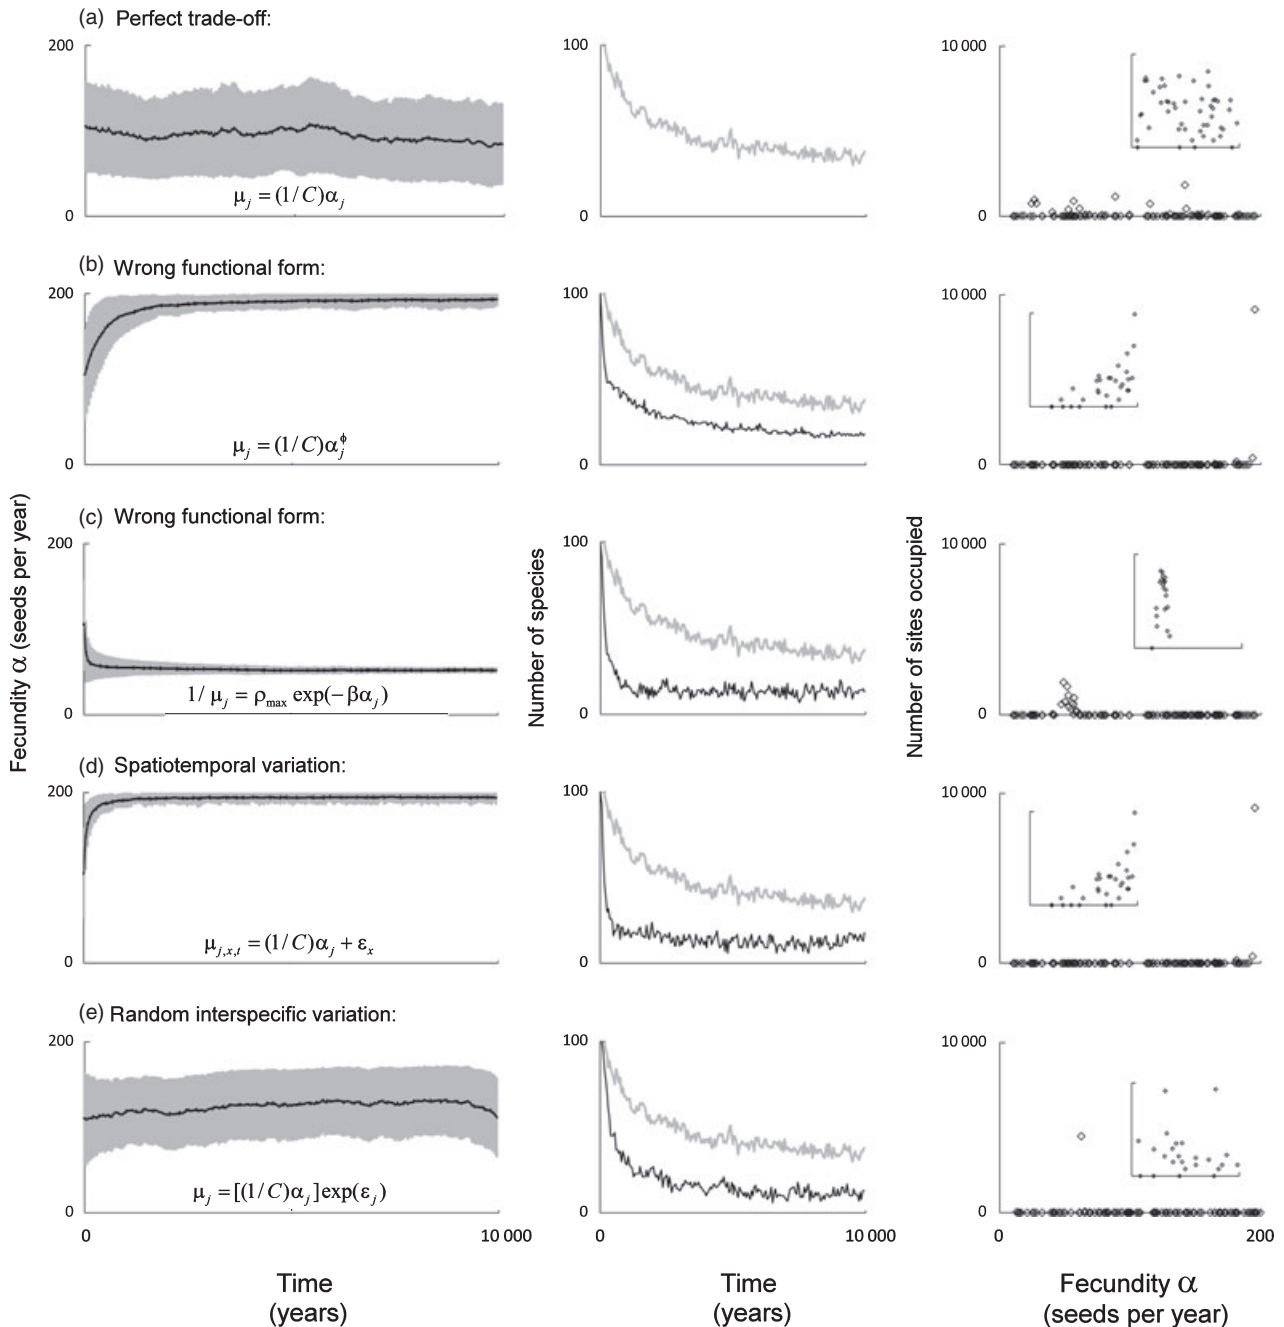 (a) Perfect trade-off:
200
0
μj = (1/C)αj
100
0
10 000
0
(b) Wrong functional form:
200
0
μj = (1/C)αj^ϕ
100
0
10 000
0
(c) Wrong functional form:
200
0
1/μj = ρmax exp(−βαj)
100
0
10 000
0
(d) Spatiotemporal variation:
200
0
μj,x,t = (1/C)αj + εx
100
0
10 000
0
(e) Random interspecific variation:
200
0
μj = [(1/C)αj]exp(εj)
100
0
10 000
0
Fecundity α (seeds per year)
Number of species
Number of sites occupied
0 10 000
0 10 000
0 200
Time
(years)
Time
(years)
Fecundity α
(seeds per year)